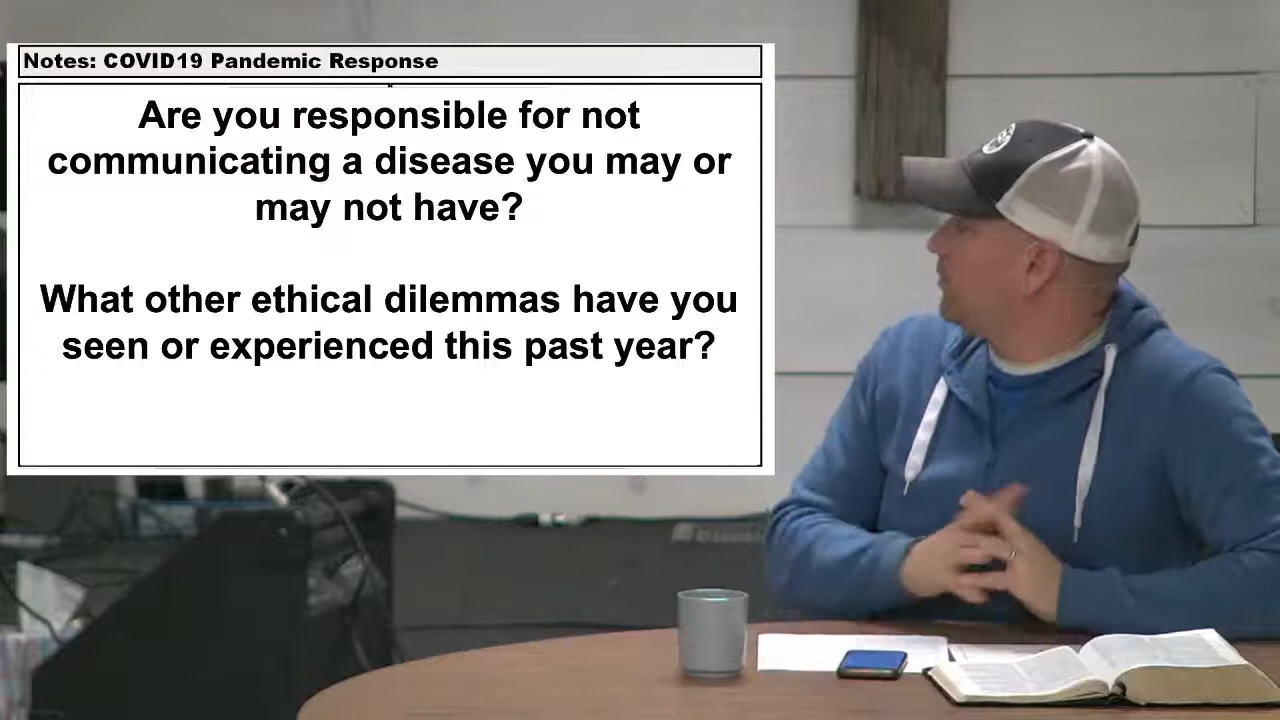 Notes: COVID19 Pandemic Response
Are you responsible for not
communicating a disease you may or
may not have?
What other ethical dilemmas have you
seen or experienced this past year?